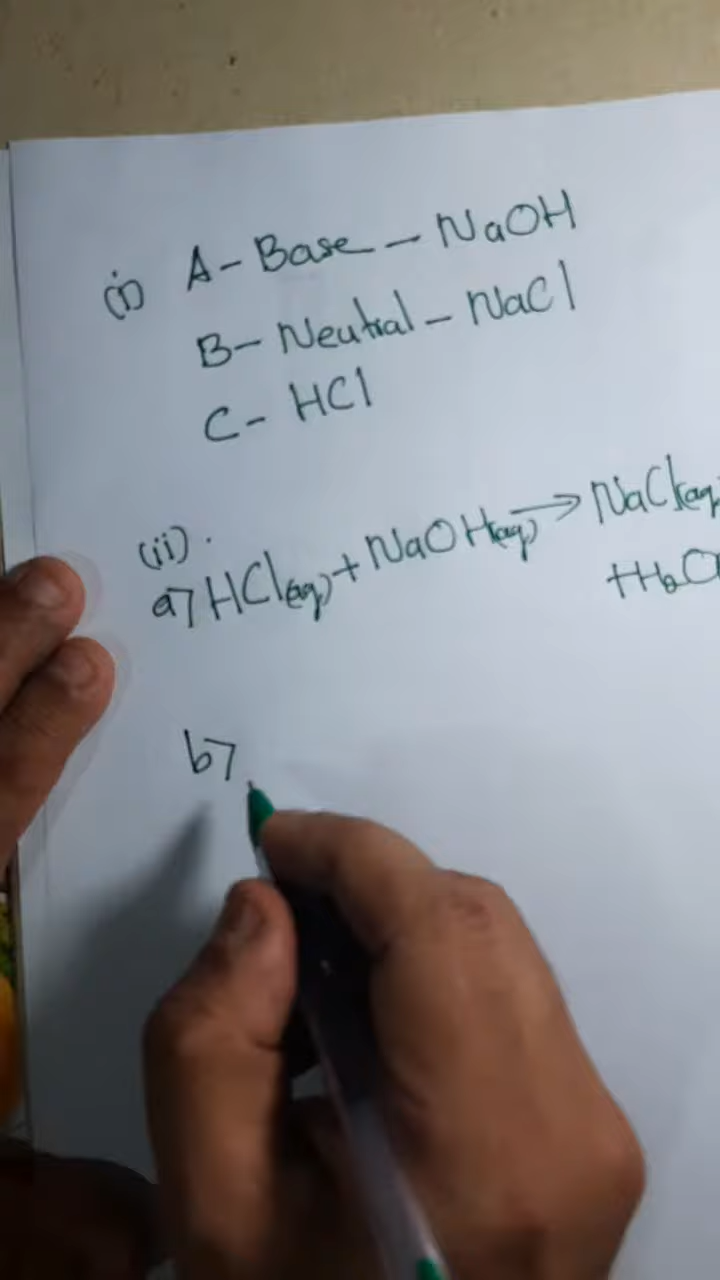 (i) A - Base - NaOH
B - Neutral - NaCl
C - HCl
(ii).
a> HCl(aq) + NaOH(aq) → NaCl(aq)
+H₂O
b>